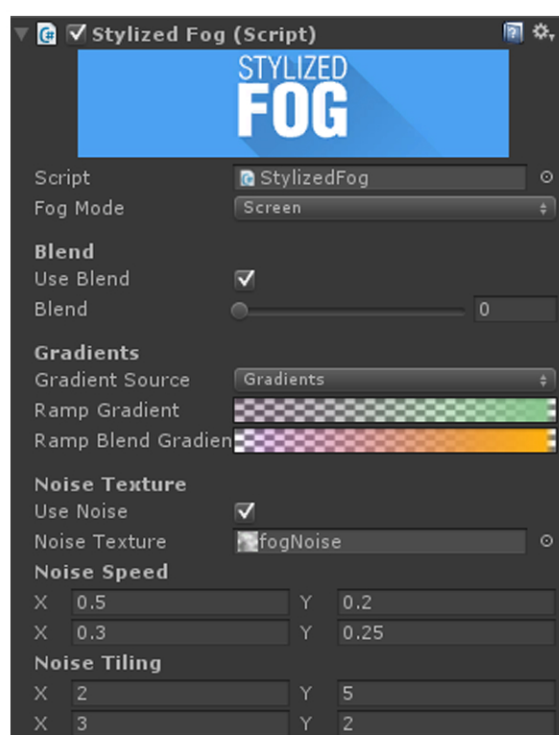 Stylized Fog (Script)
STYLIZED
FOG
Script StylizedFog
Fog Mode Screen
Blend
Use Blend
Blend 0
Gradients
Gradient Source Gradients
Ramp Gradient
Ramp Blend Gradien
Noise Texture
Use Noise
Noise Texture fogNoise
Noise Speed
X 0.5 Y 0.2
X 0.3 Y 0.25
Noise Tiling
X 2 Y 5
X 3 Y 2